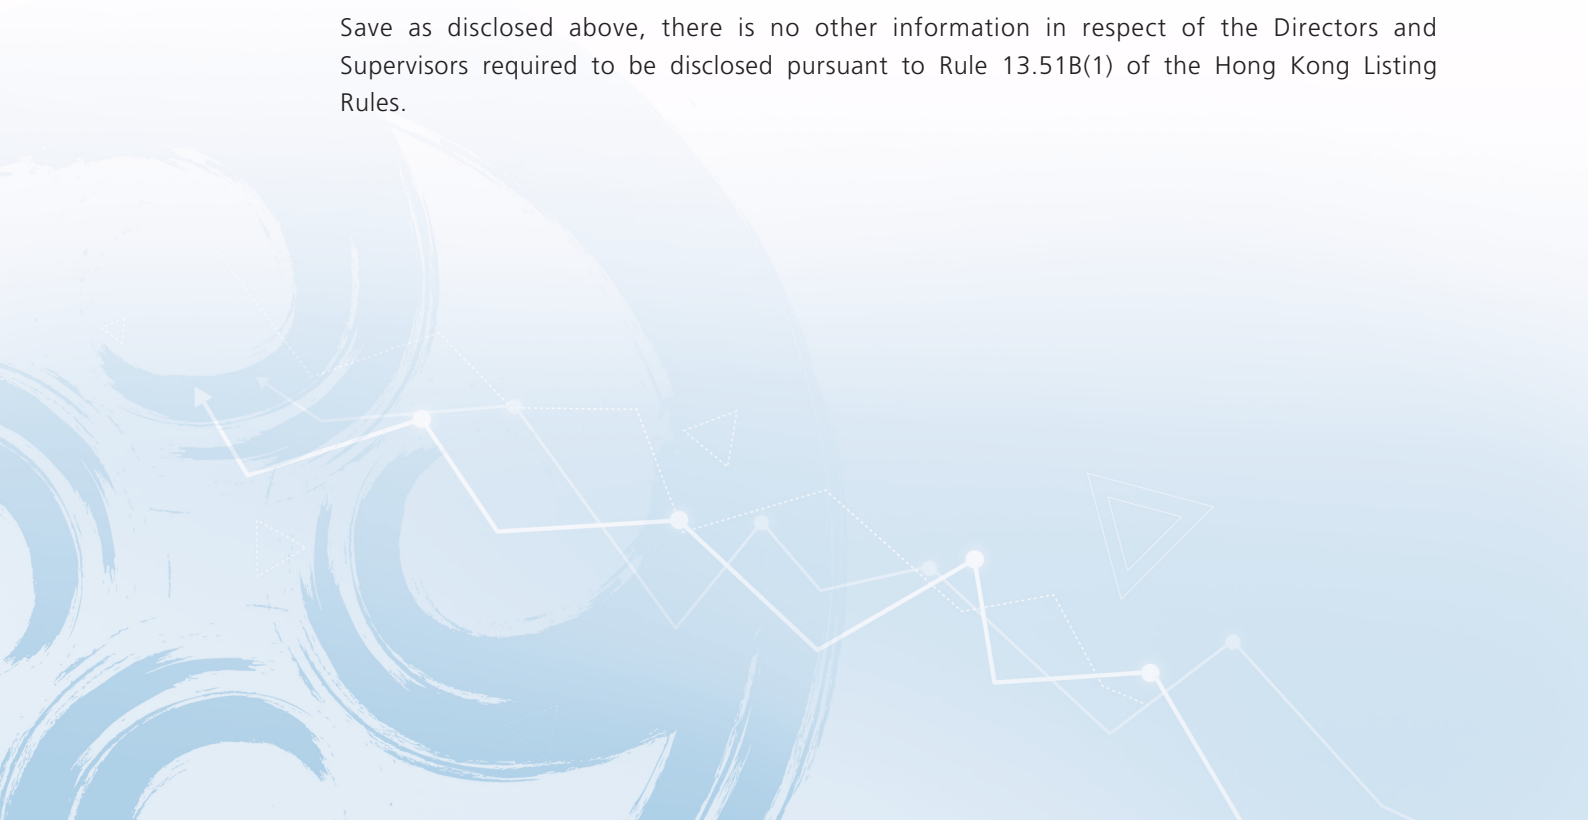 Save as disclosed above, there is no other information in respect of the Directors and
Supervisors required to be disclosed pursuant to Rule 13.51B(1) of the Hong Kong Listing
Rules.